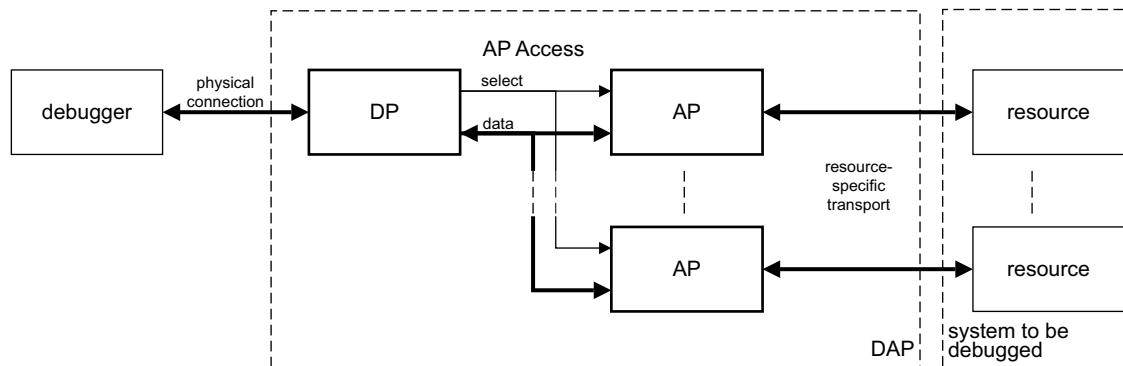 AP Access
physical
connection
select
debugger
DP
AP
resource
data
resource-
specific
transport
AP
resource
DAP
system to be
debugged